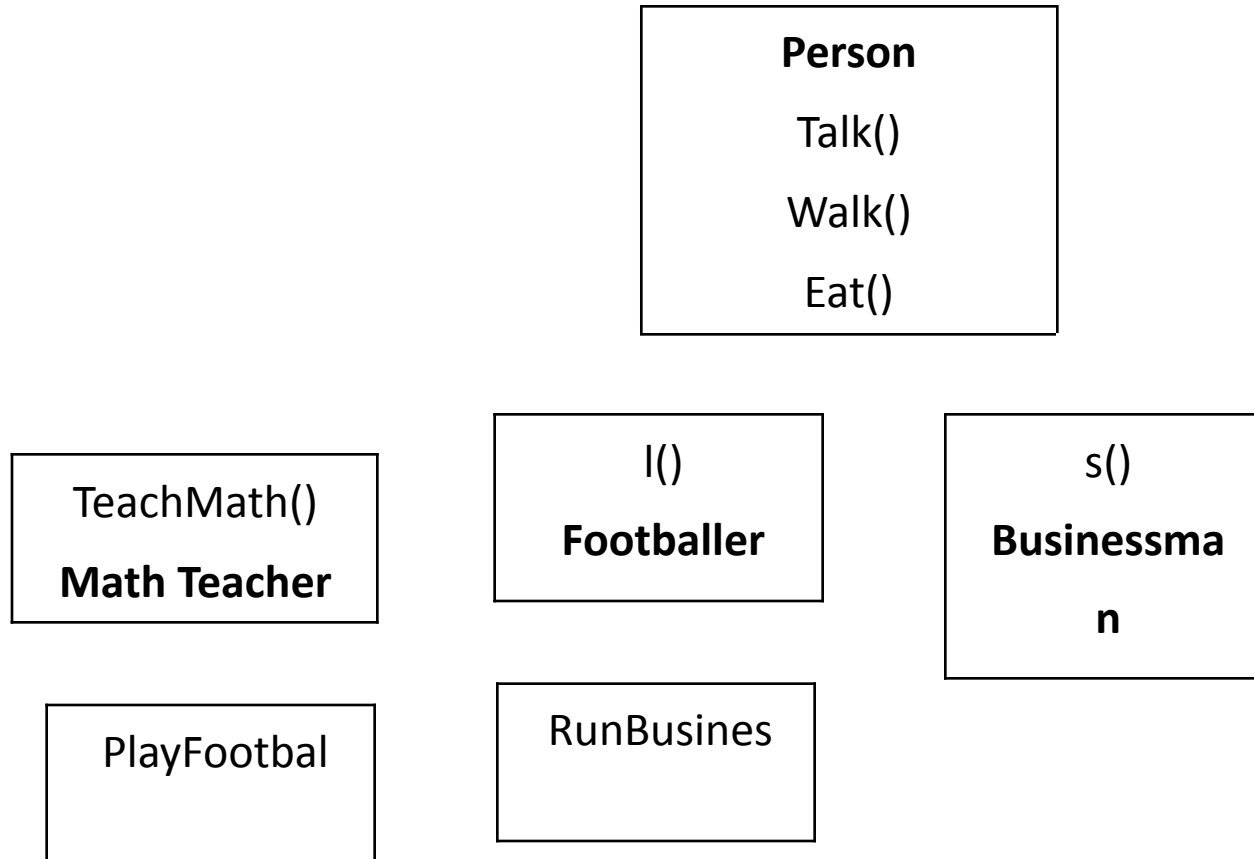 Person
Talk()
Walk()
Eat()
TeachMath()
Math Teacher
l()
Footballer
s()
Businessma
n
PlayFootbal
RunBusines